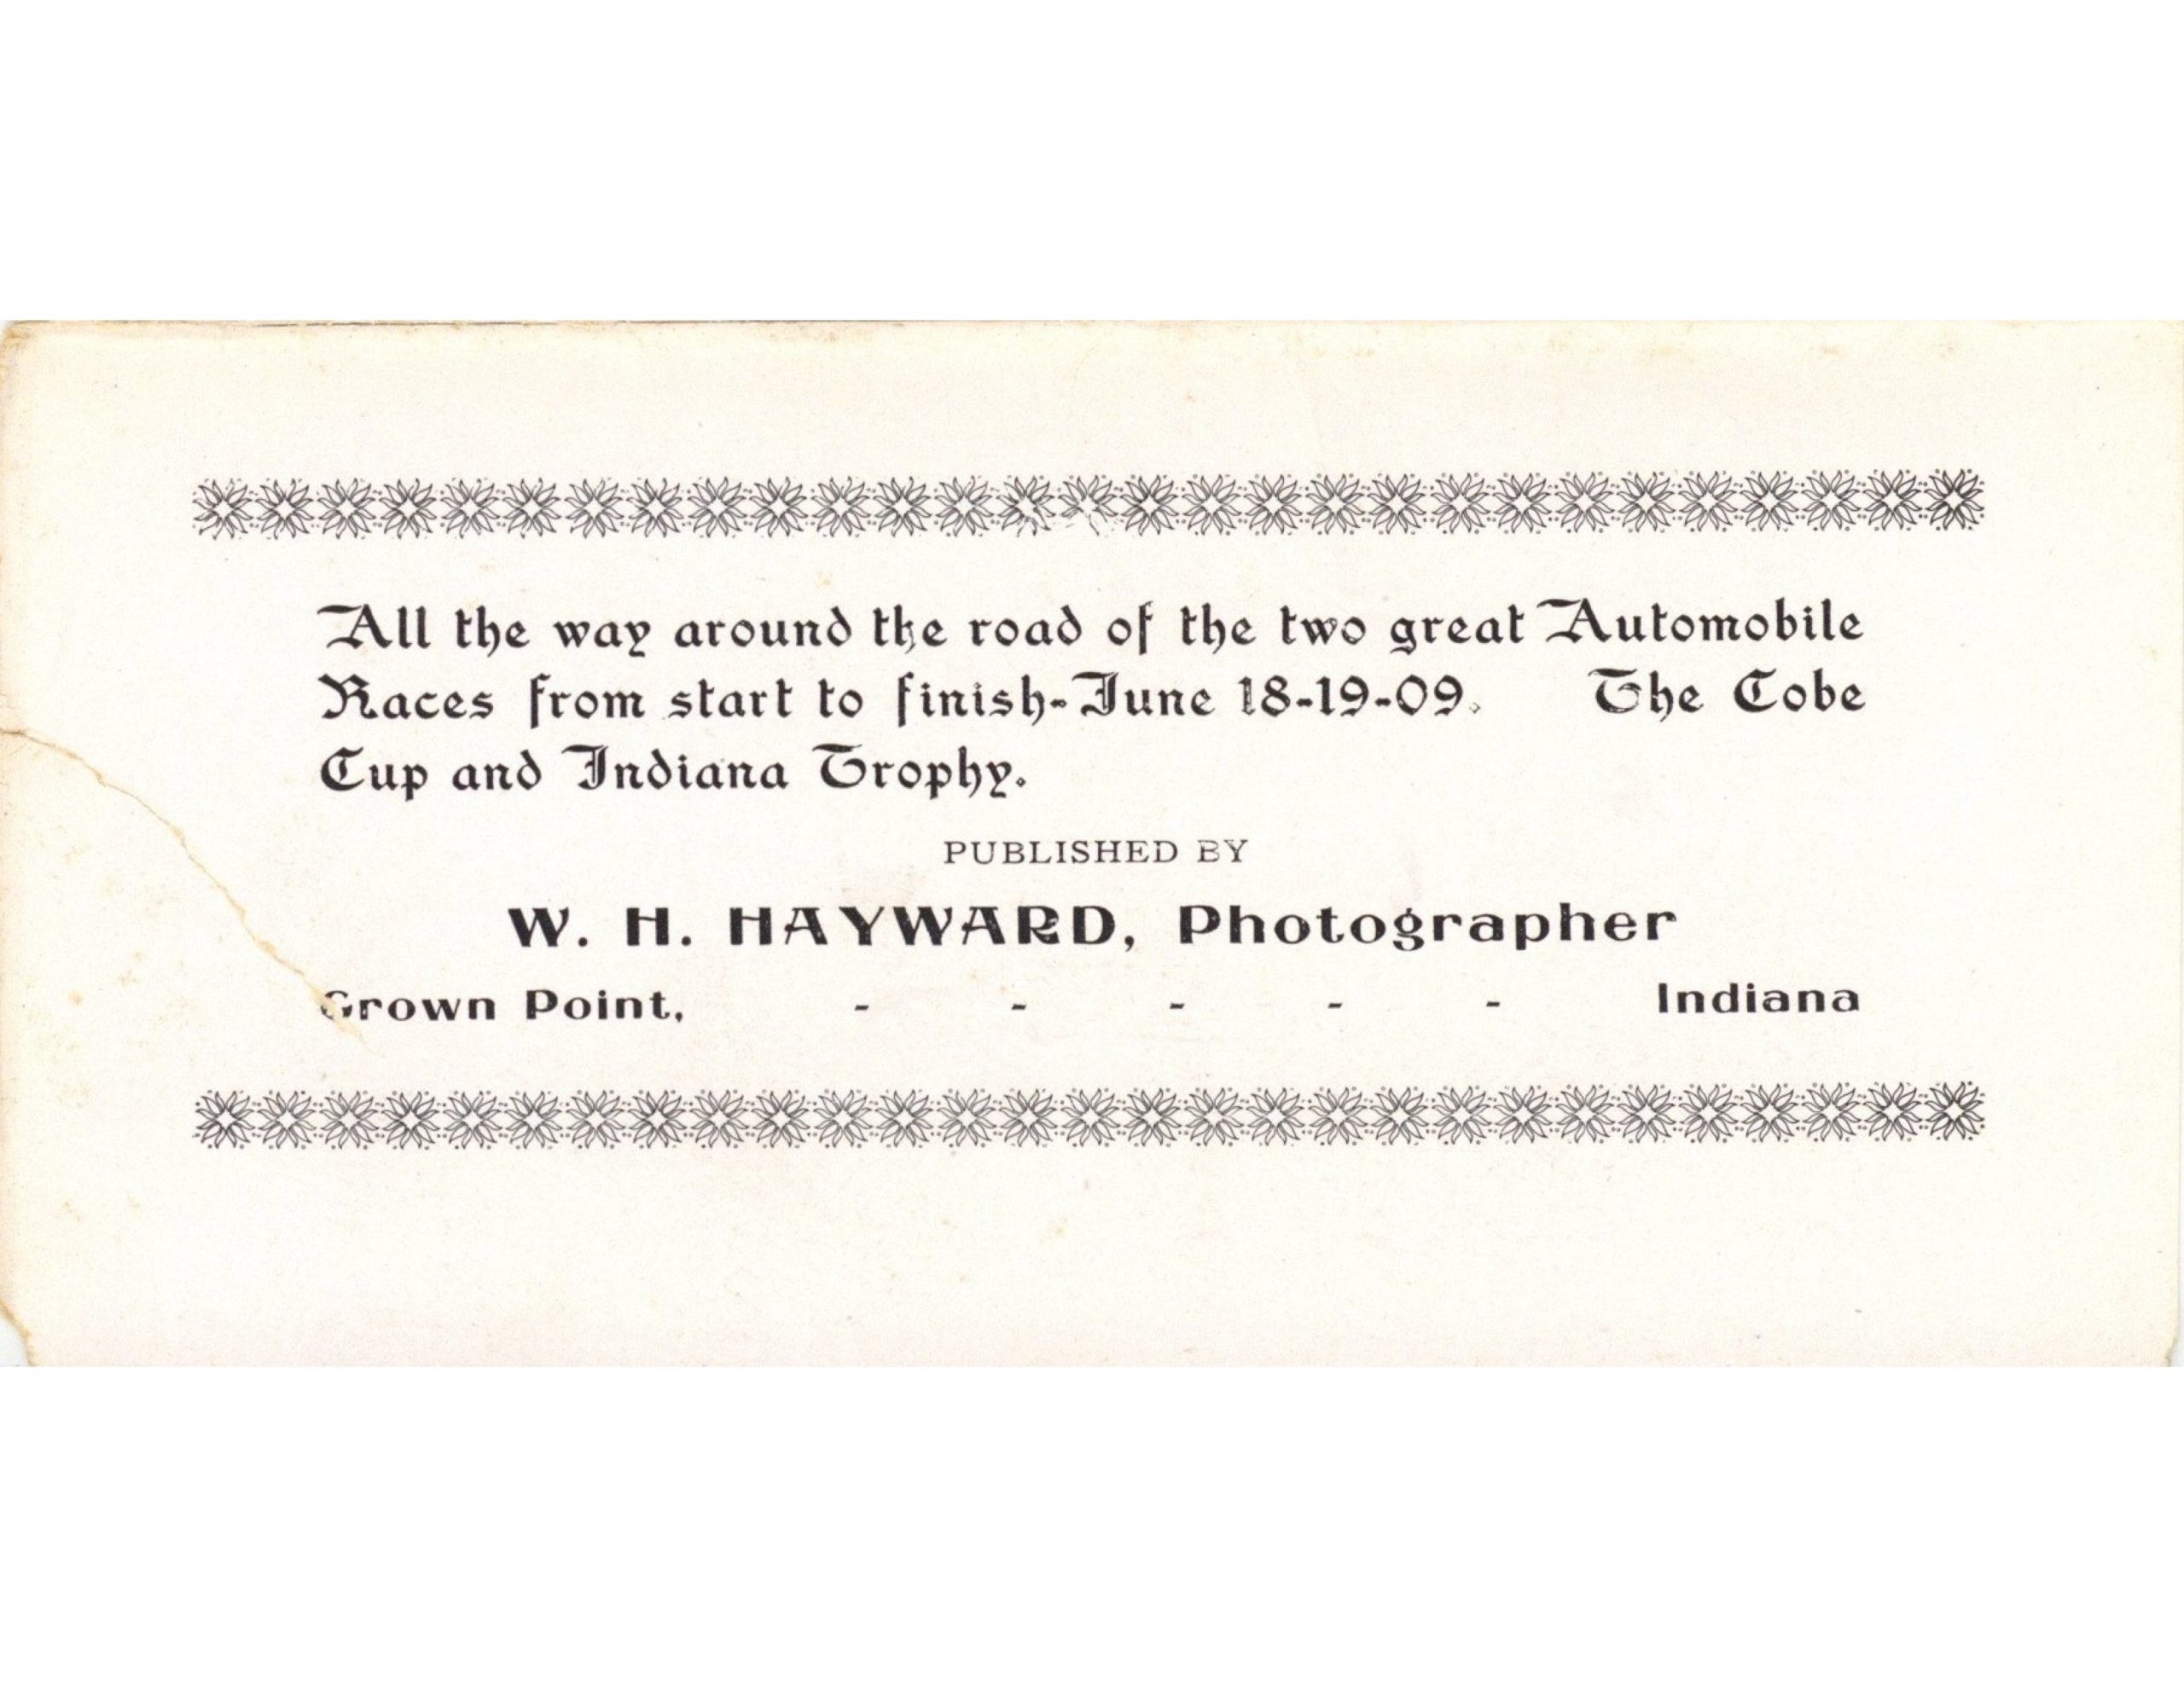 All the way around the road of the two great Automobile
Races from start to finish-June 18-19-09. The Cobe
Cup and Indiana Trophy.
PUBLISHED BY
W. H. HAYWARD, Photographer
Crown Point, - - - - - Indiana